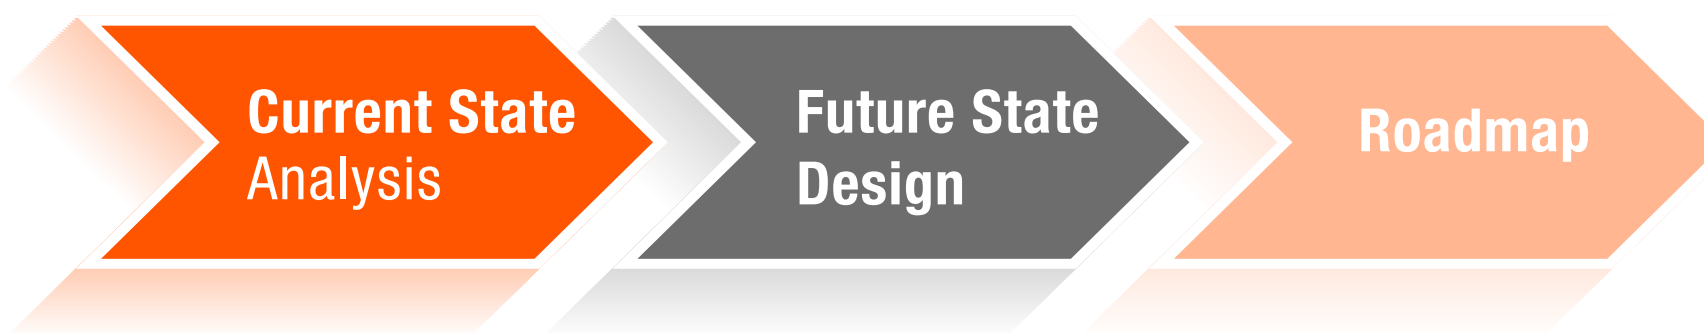 Current State
Analysis
Future State
Design
Roadmap